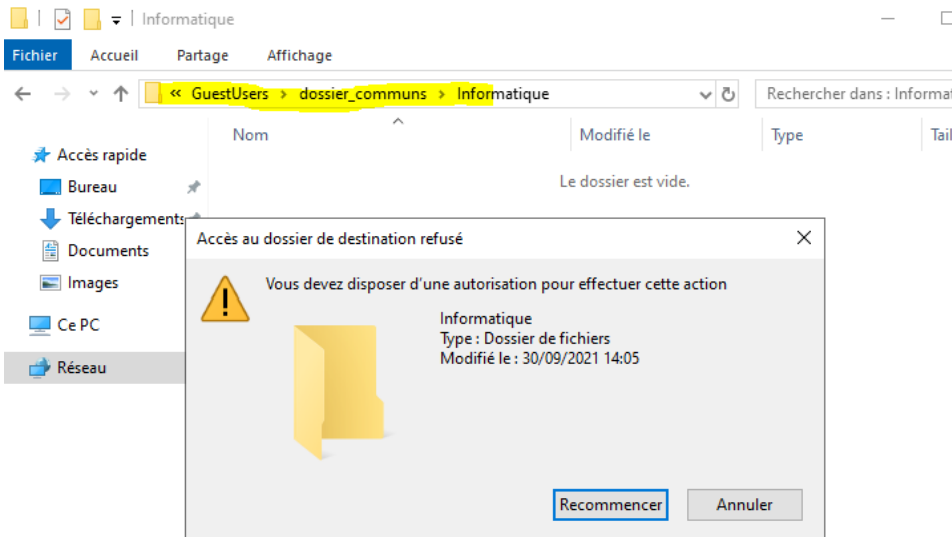 Informatique
Fichier Accueil Partage Affichage
« GuestUsers > dossier_communs > Informatique Rechercher dans : Informat
Nom Modifié le Type Tail
Le dossier est vide.
Accès rapide
Bureau
Téléchargements
Documents
Images
Ce PC
Réseau
Accès au dossier de destination refusé
Vous devez disposer d'une autorisation pour effectuer cette action
Informatique
Type : Dossier de fichiers
Modifié le : 30/09/2021 14:05
Recommencer Annuler